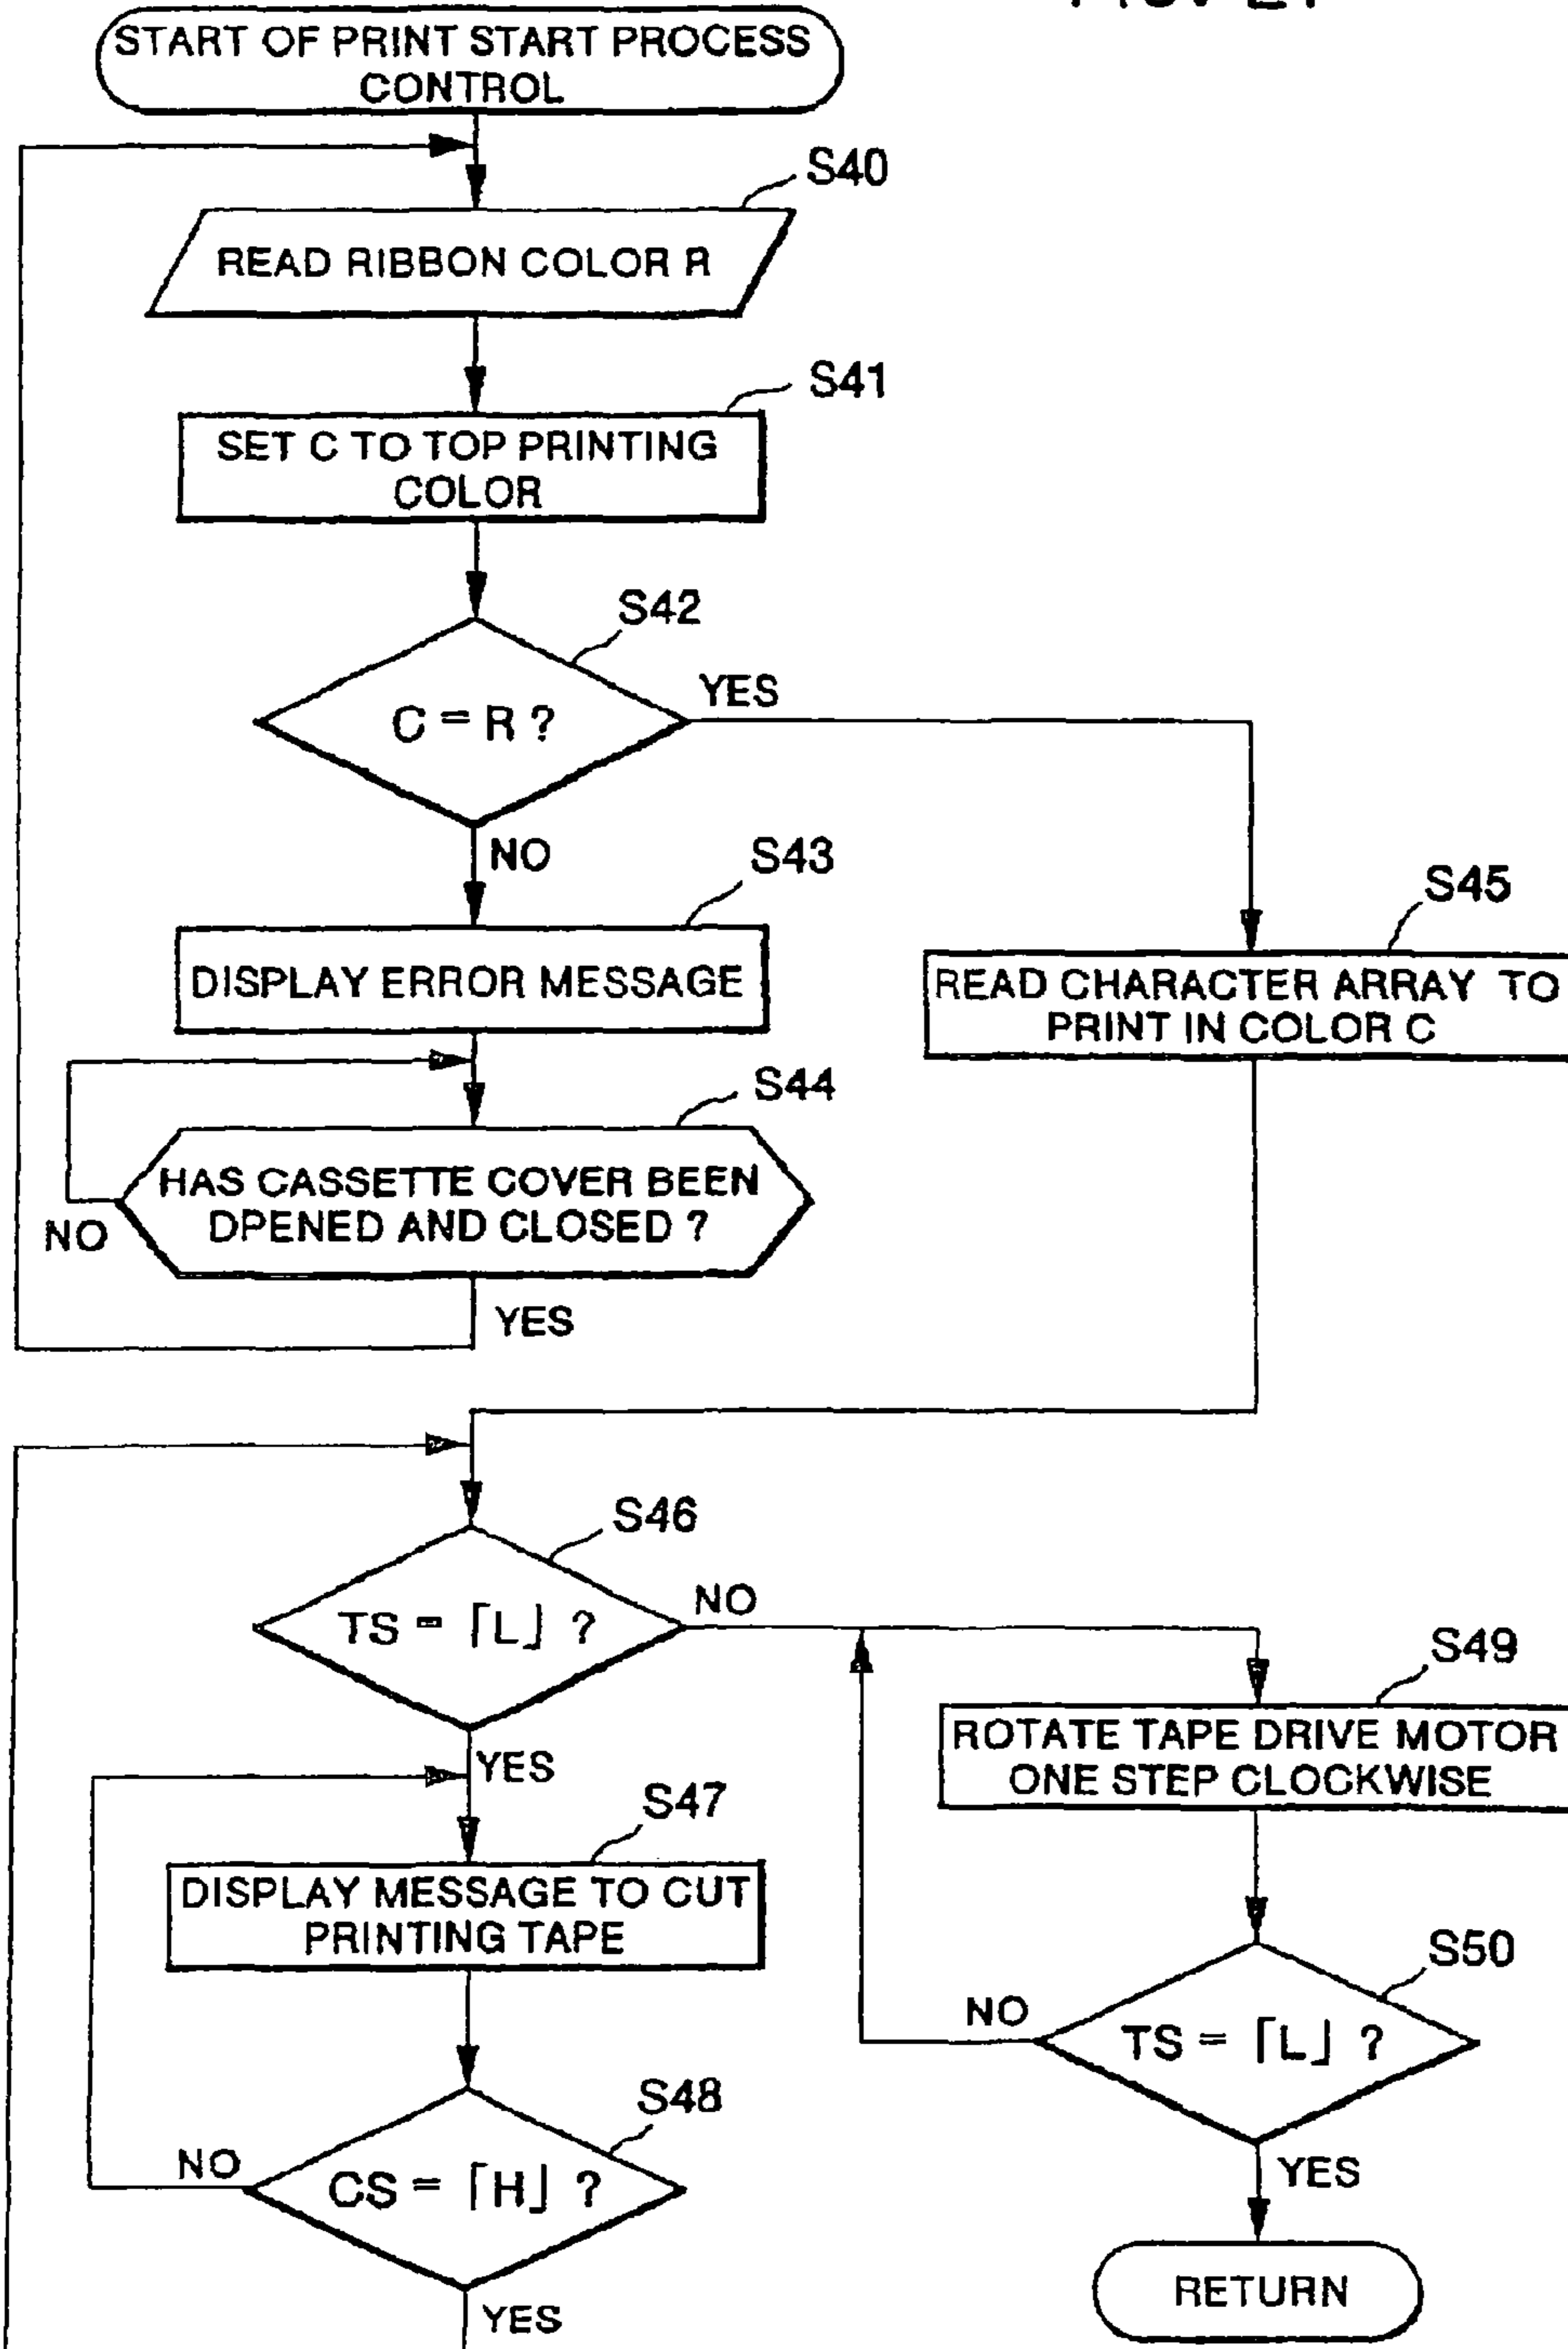 START OF PRINT START PROCESS
CONTROL
S40
READ RIBBON COLOR R
S41
SET C TO TOP PRINTING
COLOR
S42
C = R ?
YES
NO
S43
DISPLAY ERROR MESSAGE
S45
READ CHARACTER ARRAY TO
PRINT IN COLOR C
S44
HAS CASSETTE COVER BEEN
DPENED AND CLOSED ?
NO
YES
S46
TS = ⌈L⌋ ?
NO
YES
S49
ROTATE TAPE DRIVE MOTOR
ONE STEP CLOCKWISE
S47
DISPLAY MESSAGE TO CUT
PRINTING TAPE
S50
TS = ⌈L⌋ ?
NO
YES
S48
CS = ⌈H⌋ ?
NO
YES
RETURN